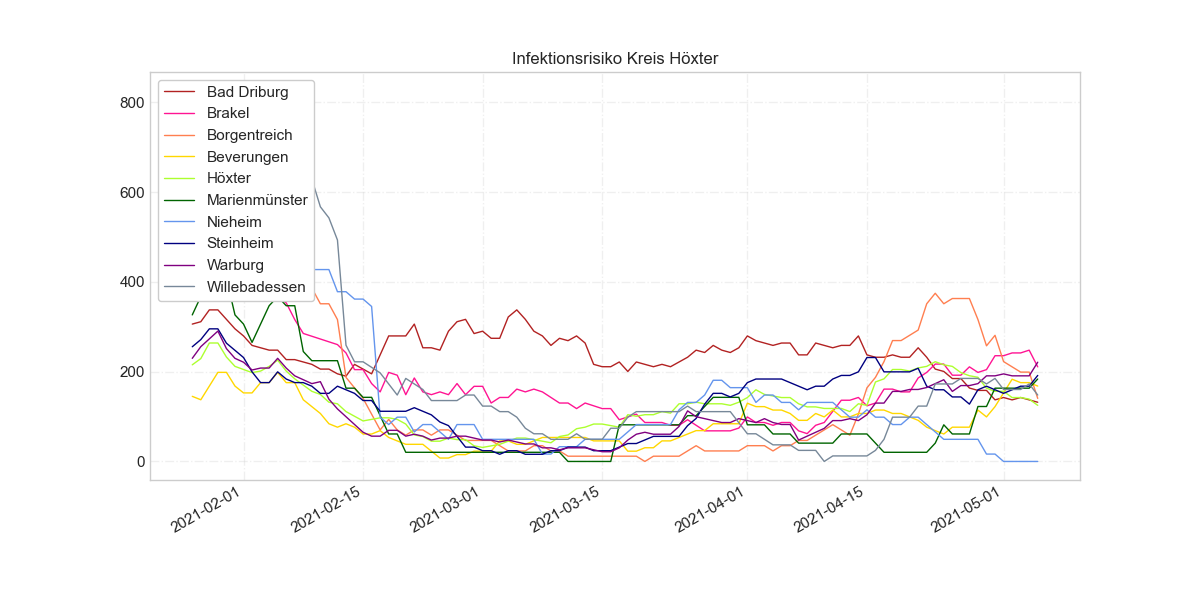 Infektionsrisiko Kreis Höxter
800
600
400
200
0
Bad Driburg
Brakel
Borgentreich
Beverungen
Höxter
Marienmünster
Nieheim
Steinheim
Warburg
Willebadessen
2021-02-01
2021-02-15
2021-03-01
2021-03-15
2021-04-01
2021-04-15
2021-05-01